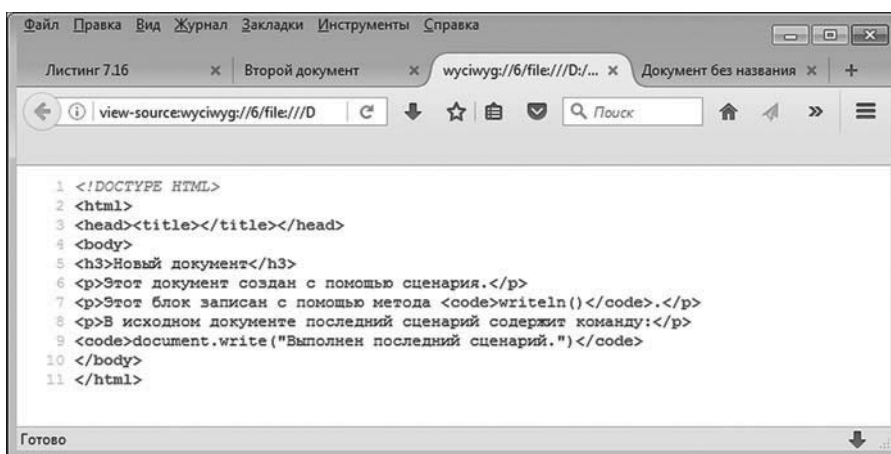 Файл Правка Вид Журнал Закладки Инструменты Справка
Листинг 7.16 Второй документ wyciwyg://6/file:///D:/... Документ без названия
view-source:wyciwyg://6/file:///D Поиск
1 <!DOCTYPE HTML>
2 <html>
3 <head><title></title></head>
4 <body>
5 <h3>Новый документ</h3>
6 <p>Этот документ создан с помощью сценария.</p>
7 <p>Этот блок записан с помощью метода <code>writeln()</code>.</p>
8 <p>В исходном документе последний сценарий содержит команду:</p>
9 <code>document.write("Выполнен последний сценарий.")</code>
10 </body>
11 </html>
Готово